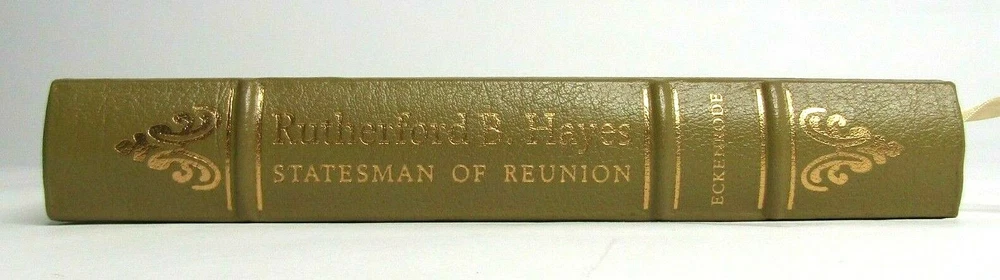 Rutherford B. Hayes
STATESMAN OF REUNION
ECKENRODE